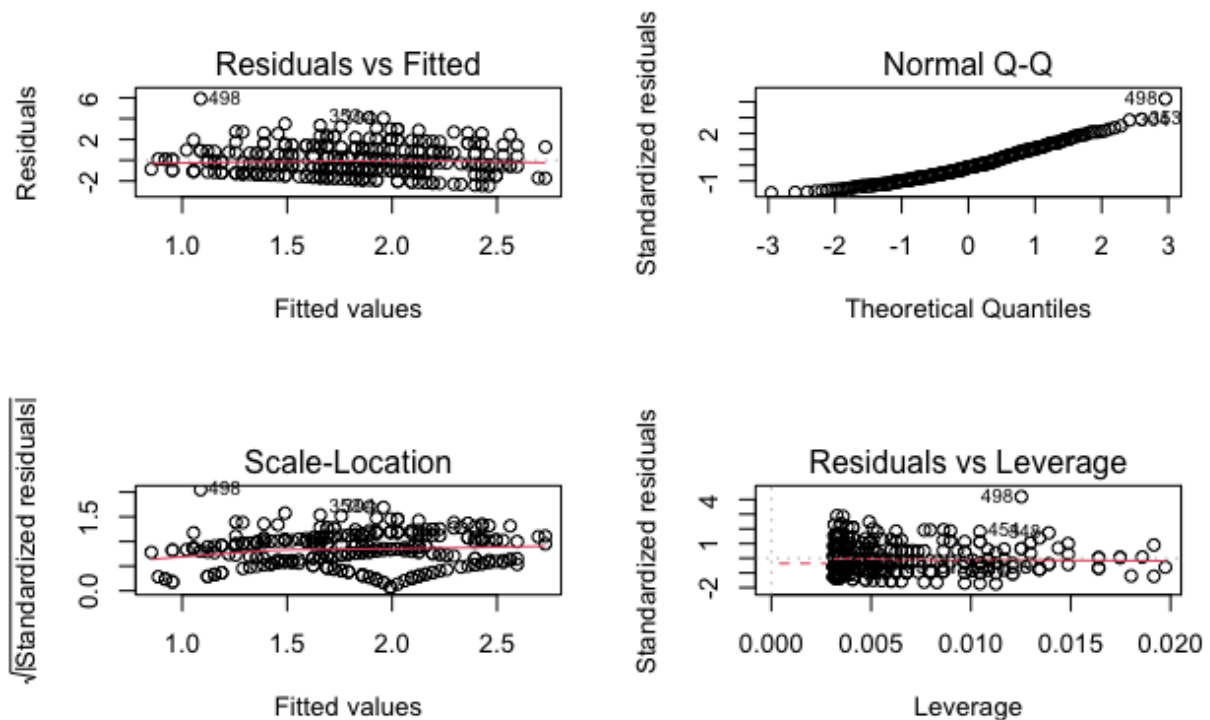 Residuals vs Fitted
Residuals
6
2
-2
498
1.0 1.5 2.0 2.5
Fitted values
Normal Q-Q
Standardized residuals
2
-1
498
-3 -2 -1 0 1 2 3
Theoretical Quantiles
Scale-Location
√|Standardized residuals|
1.5
0.0
498
1.0 1.5 2.0 2.5
Fitted values
Residuals vs Leverage
Standardized residuals
4
1
-2
498
0.000 0.005 0.010 0.015 0.020
Leverage